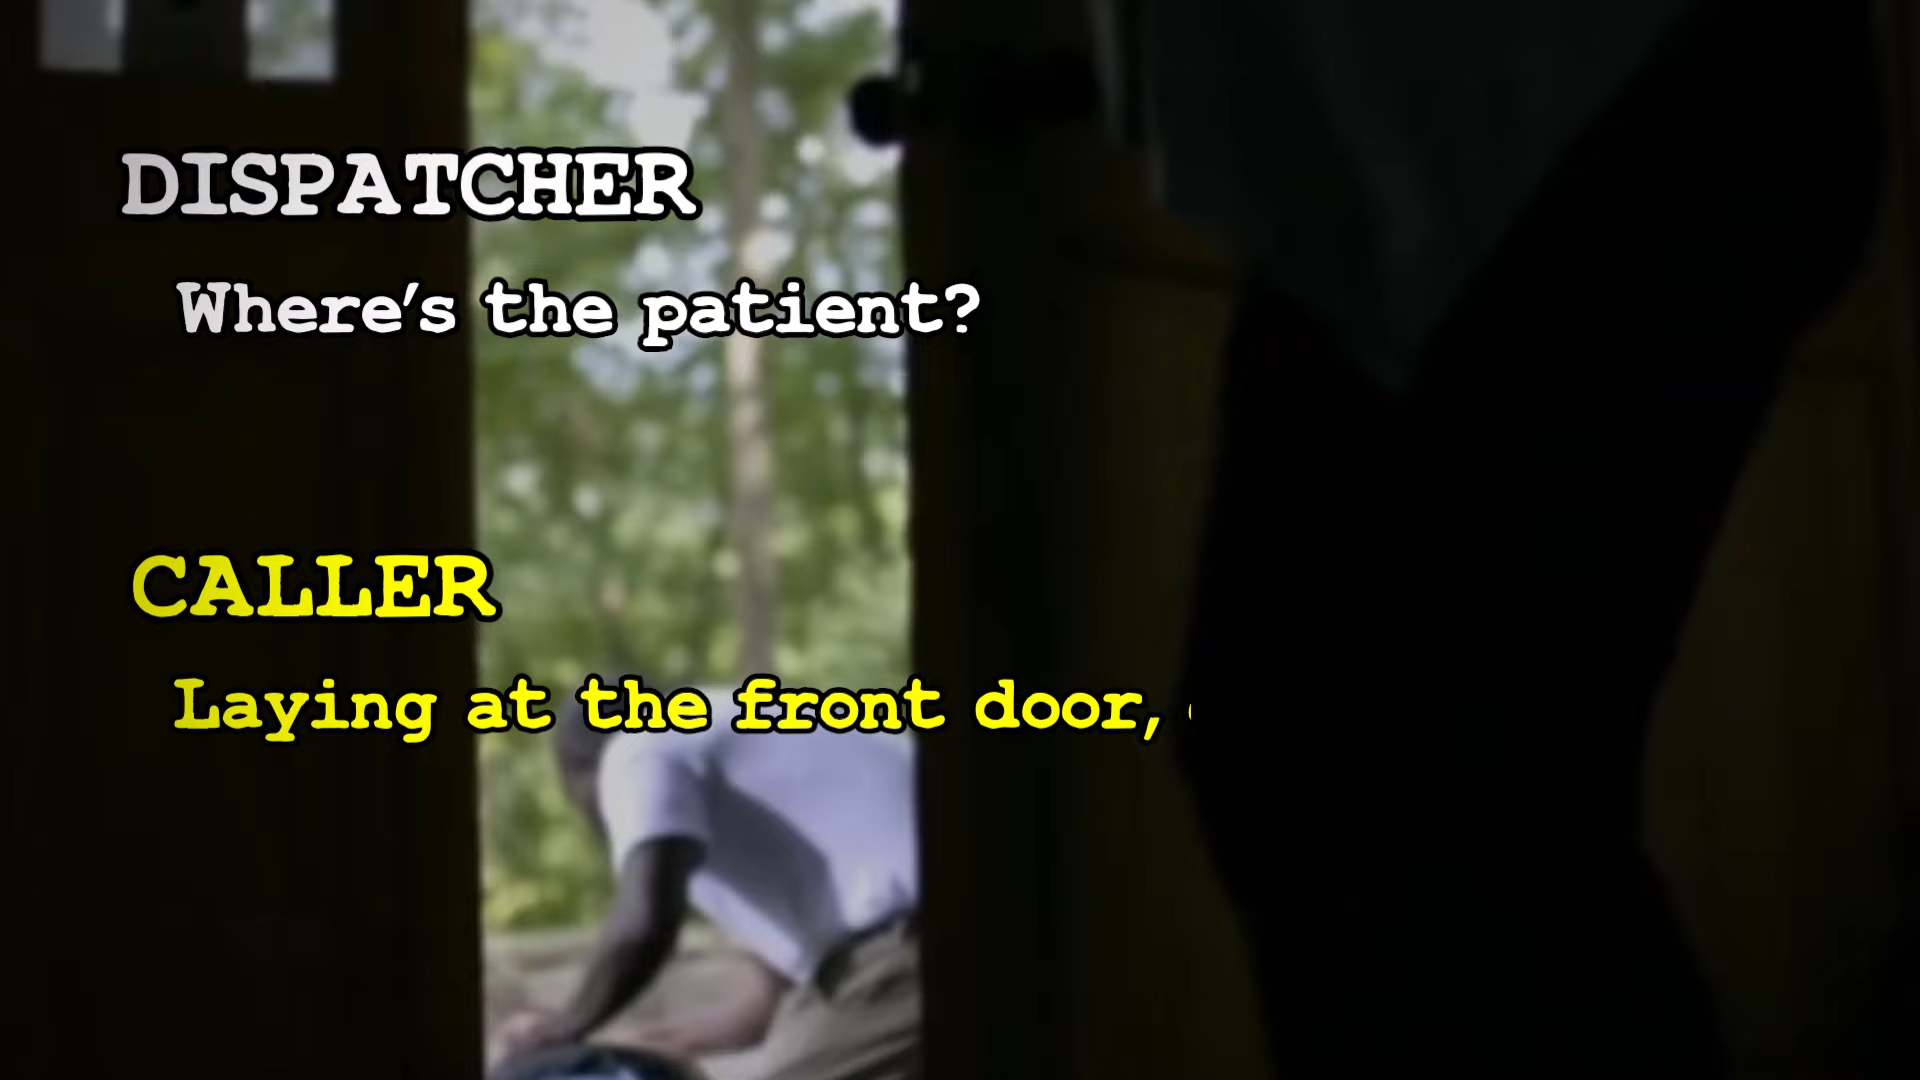 DISPATCHER
Where's the patient?
CALLER
Laying at the front door,